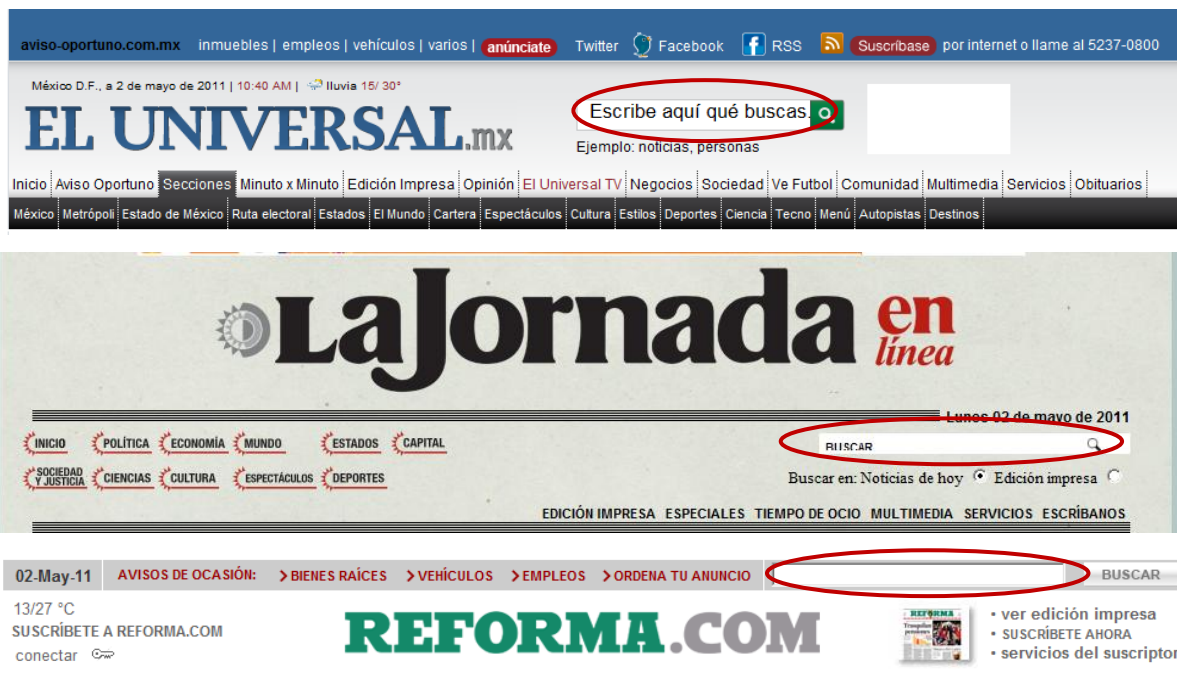 aviso-oportuno.com.mx inmuebles | empleos | vehículos | varios | anúnciate Twitter Facebook RSS Suscríbase por internet o llame al 5237-0800
México D.F., a 2 de mayo de 2011 | 10:40 AM | lluvia 15/ 30°
EL UNIVERSAL.mx
Escribe aquí qué buscas.
Ejemplo: noticias, personas
Inicio Aviso Oportuno Secciones Minuto x Minuto Edición Impresa Opinión El Universal TV Negocios Sociedad Ve Futbol Comunidad Multimedia Servicios Obituarios
México Metrópoli Estado de México Ruta electoral Estados El Mundo Cartera Espectáculos Cultura Estilos Deportes Ciencia Tecno Menú Autopistas Destinos
La Jornada en línea
Lunes 02 de mayo de 2011
INICIO POLÍTICA ECONOMÍA MUNDO ESTADOS CAPITAL
BUSCAR
SOCIEDAD Y JUSTICIA CIENCIAS CULTURA ESPECTÁCULOS DEPORTES
Buscar en: Noticias de hoy Edición impresa
EDICIÓN IMPRESA ESPECIALES TIEMPO DE OCIO MULTIMEDIA SERVICIOS ESCRÍBANOS
02-May-11 AVISOS DE OCASIÓN: > BIENES RAÍCES > VEHÍCULOS > EMPLEOS > ORDENA TU ANUNCIO BUSCAR
13/27 °C
SUSCRÍBETE A REFORMA.COM
conectar
REFORMA.COM
REFORMA
• ver edición impresa
• SUSCRÍBETE AHORA
• servicios del suscriptor